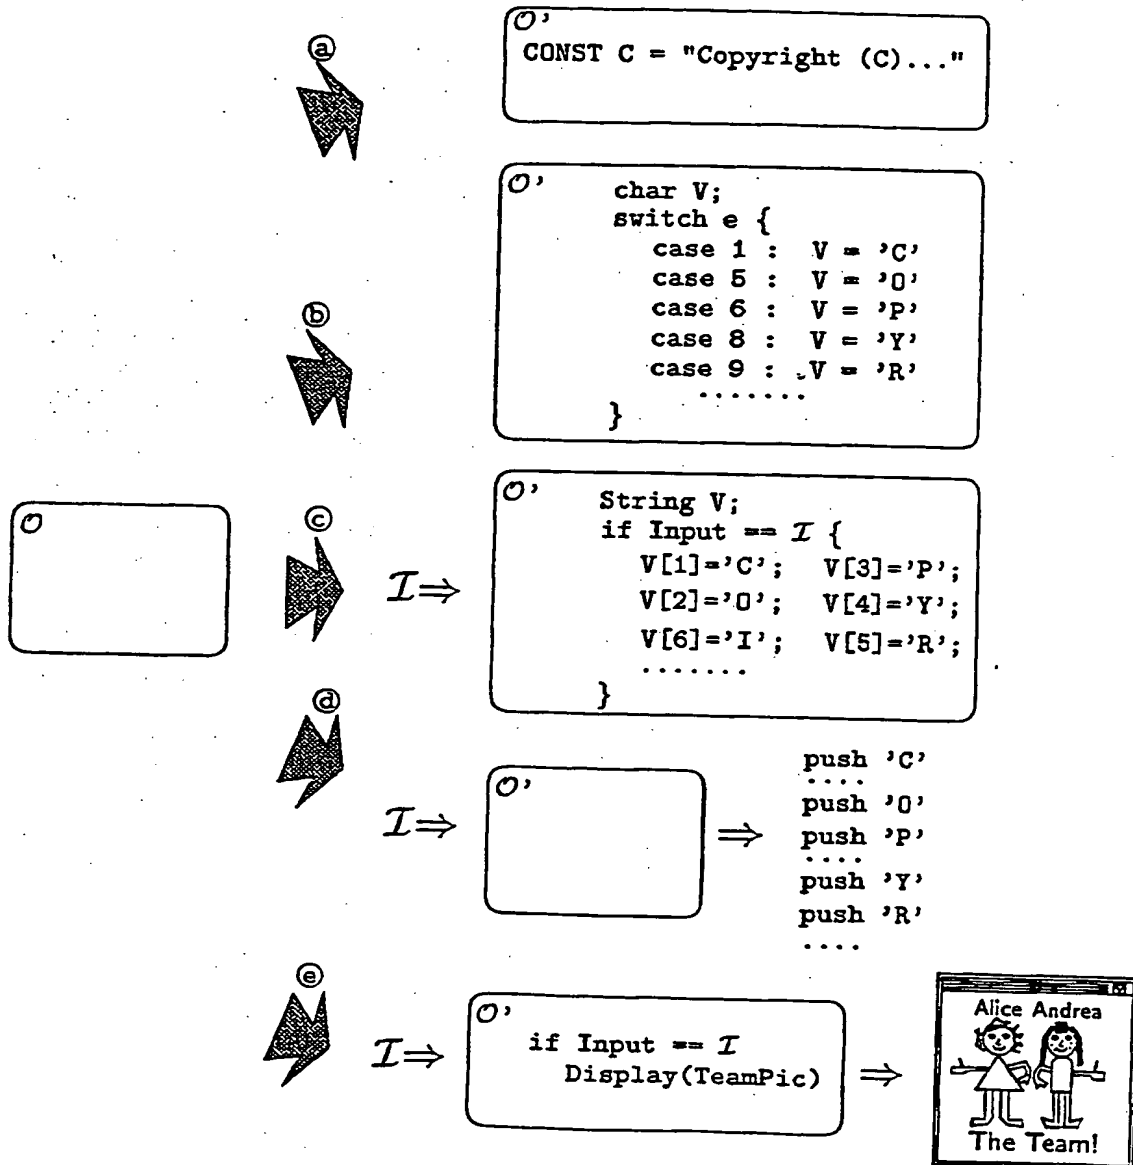 ⓐ
O’
CONST C = "Copyright (C)..."
ⓑ
O’
char V;
switch e {
case 1 : V = ’C’
case 5 : V = ’O’
case 6 : V = ’P’
case 8 : V = ’Y’
case 9 : V = ’R’
.......
}
O
ⓒ
I⇒
O’
String V;
if Input == I {
V[1]=’C’; V[3]=’P’;
V[2]=’O’; V[4]=’Y’;
V[6]=’I’; V[5]=’R’;
.......
}
ⓓ
I⇒
O’
⇒
push ’C’
....
push ’O’
push ’P’
....
push ’Y’
push ’R’
....
ⓔ
I⇒
O’
if Input == I
Display(TeamPic)
⇒
Alice Andrea
The Team!